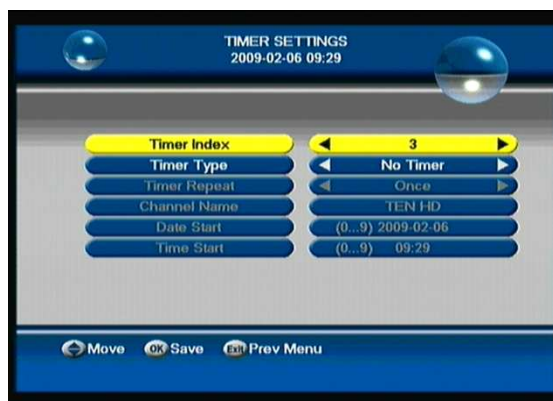 TIMER SETTINGS
2009-02-06 09:29
Timer Index 3
Timer Type No Timer
Timer Repeat Once
Channel Name TEN HD
Date Start (0...9) 2009-02-06
Time Start (0...9) 09:29
Move OK Save Exit Prev Menu